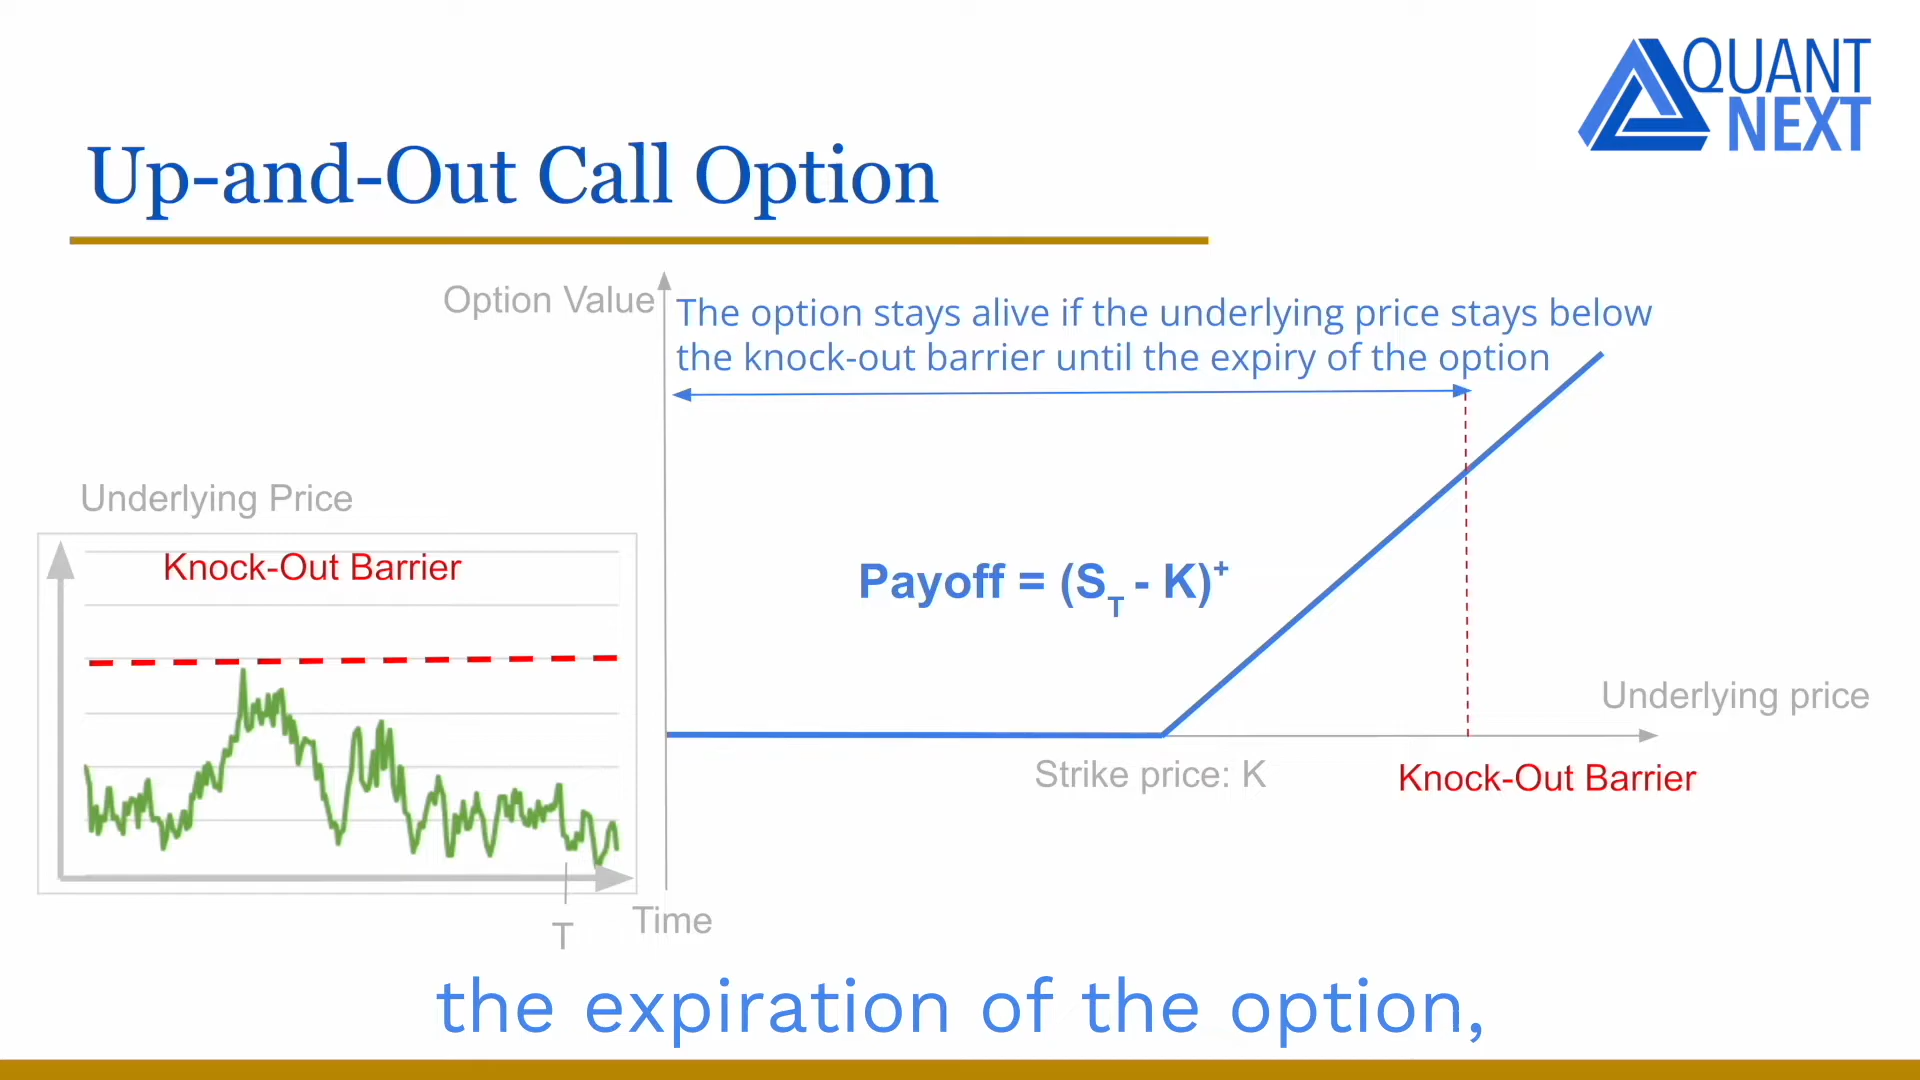 QUANT
NEXT
Up-and-Out Call Option
Option Value
The option stays alive if the underlying price stays below
the knock-out barrier until the expiry of the option
Underlying Price
Knock-Out Barrier
Payoff = (S_T - K)^+
Underlying price
Strike price: K
Knock-Out Barrier
T
Time
the expiration of the option,